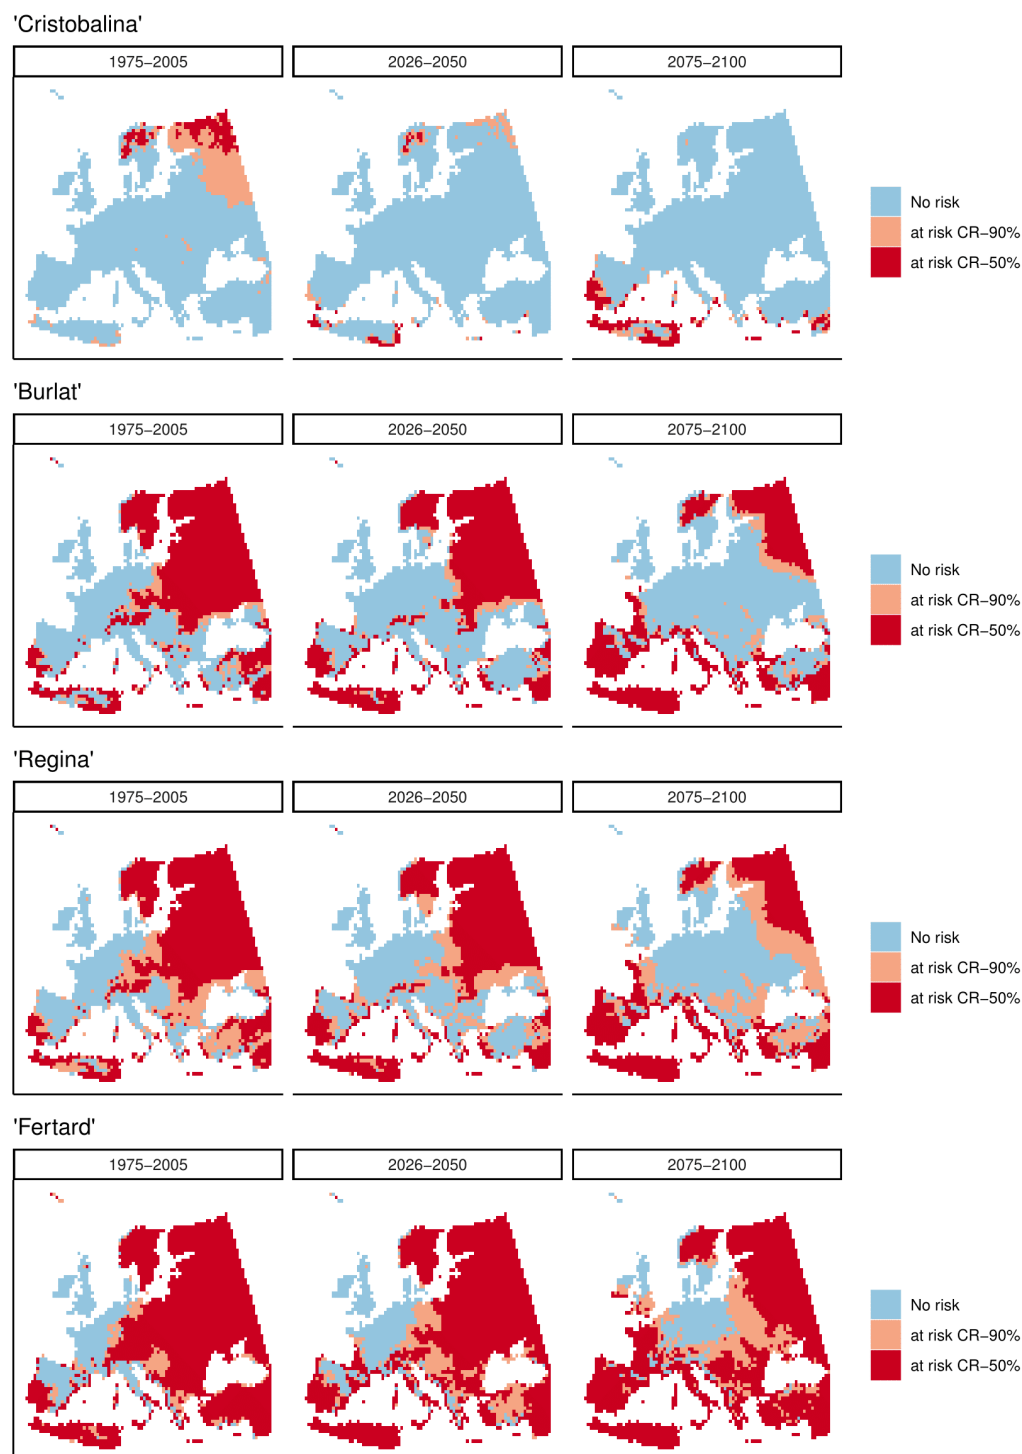 'Cristobalina'
1975−2005
2026−2050
2075−2100
No risk
at risk CR−90%
at risk CR−50%
'Burlat'
1975−2005
2026−2050
2075−2100
No risk
at risk CR−90%
at risk CR−50%
'Regina'
1975−2005
2026−2050
2075−2100
No risk
at risk CR−90%
at risk CR−50%
'Fertard'
1975−2005
2026−2050
2075−2100
No risk
at risk CR−90%
at risk CR−50%